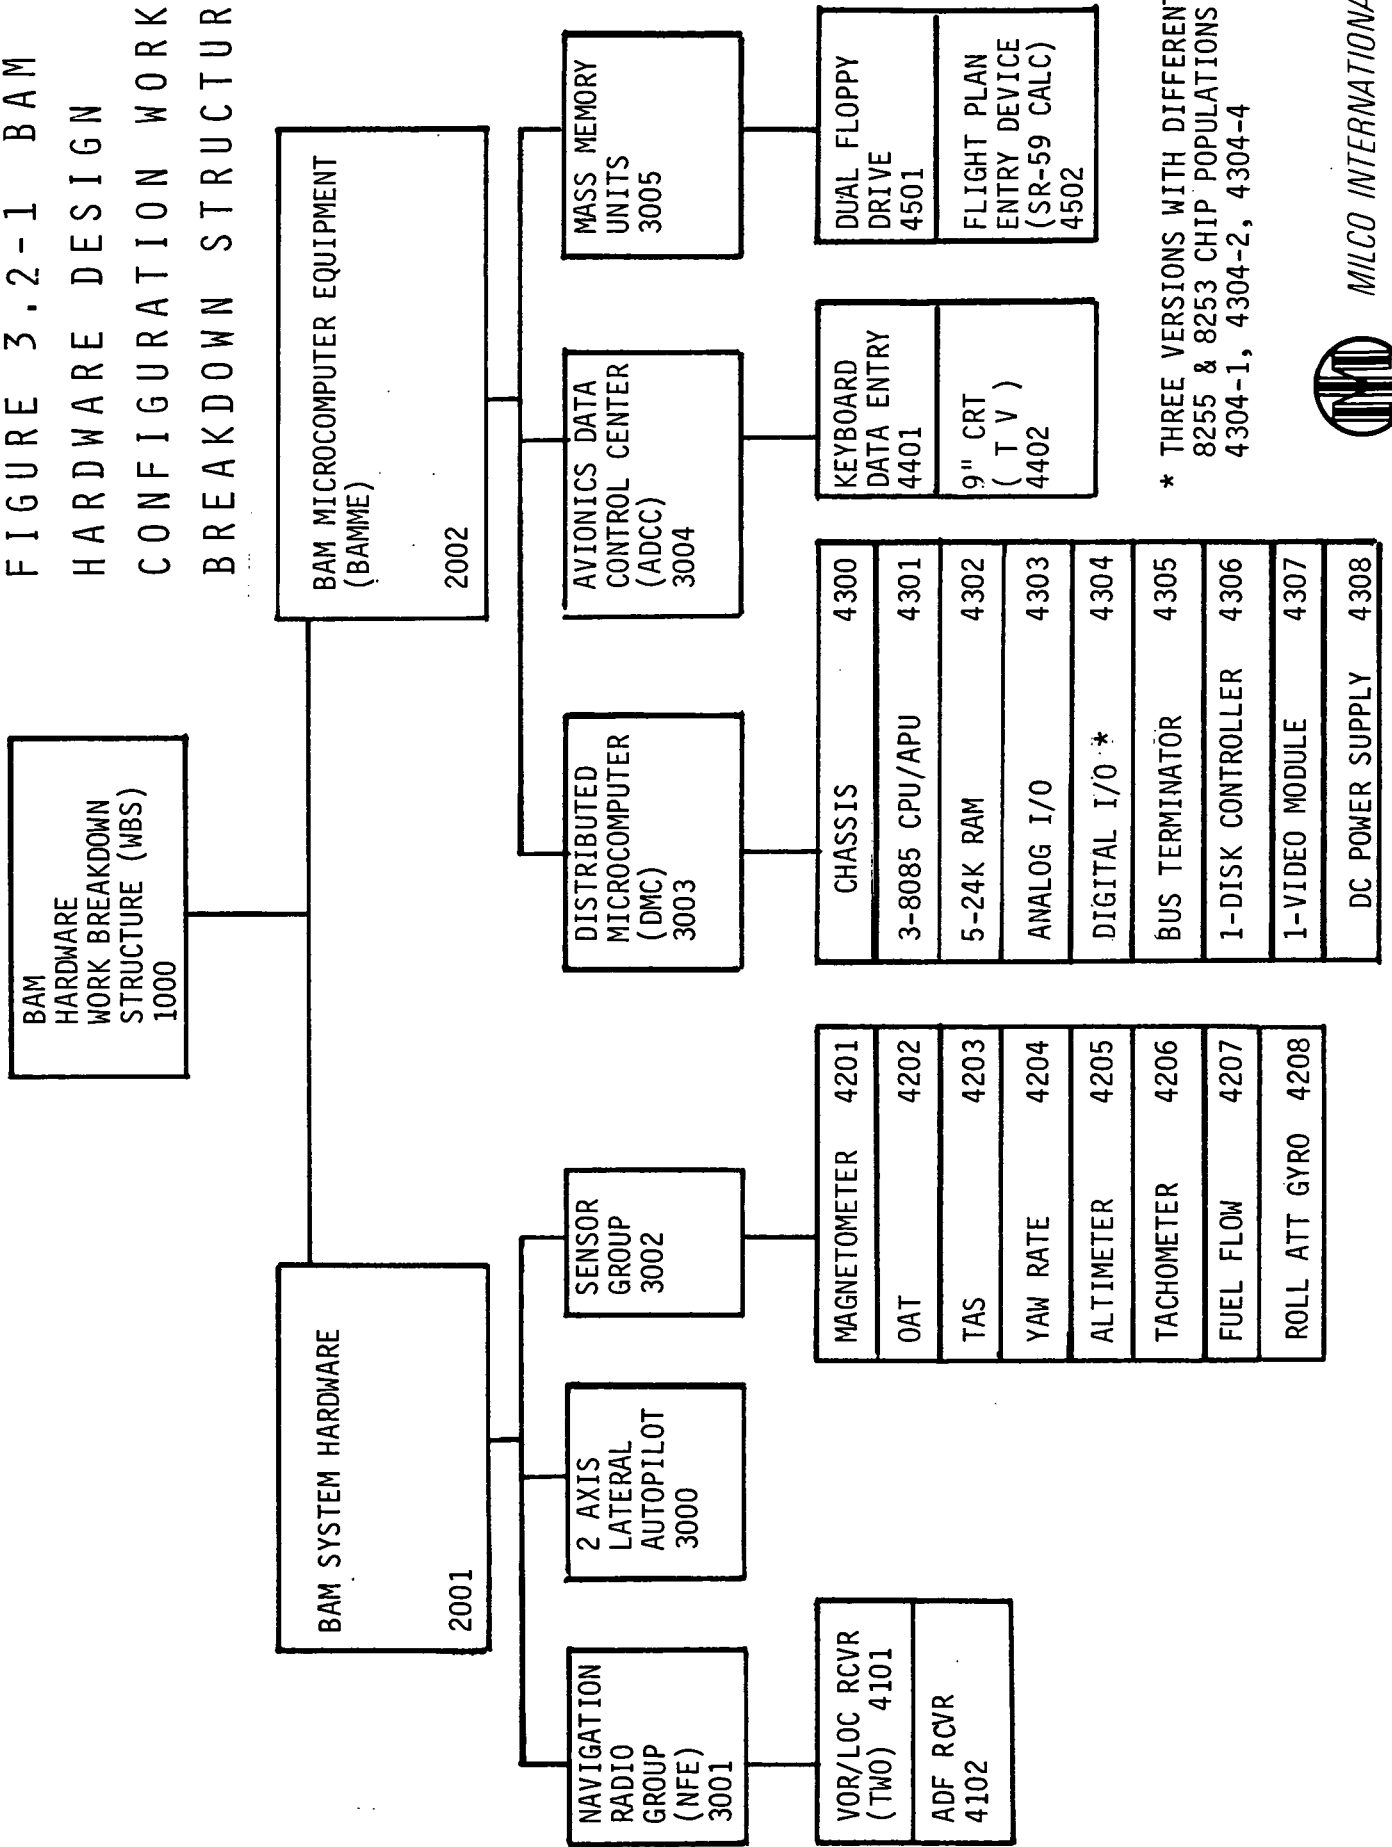 FIGURE 3.2-1 BAM
HARDWARE DESIGN
CONFIGURATION WORK
BREAKDOWN STRUCTUR
BAM
HARDWARE
WORK BREAKDOWN
STRUCTURE (WBS)
1000
BAM SYSTEM HARDWARE
2001
BAM MICROCOMPUTER EQUIPMENT
(BAMME)
2002
NAVIGATION
RADIO
GROUP
(NFE)
3001
2 AXIS
LATERAL
AUTOPILOT
3000
SENSOR
GROUP
3002
DISTRIBUTED
MICROCOMPUTER
(DMC)
3003
AVIONICS DATA
CONTROL CENTER
(ADCC)
3004
MASS MEMORY
UNITS
3005
VOR/LOC RCVR
(TWO) 4101
ADF RCVR
4102
MAGNETOMETER 4201
OAT 4202
TAS 4203
YAW RATE 4204
ALTIMETER 4205
TACHOMETER 4206
FUEL FLOW 4207
ROLL ATT GYRO 4208
CHASSIS 4300
3-8085 CPU/APU 4301
5-24K RAM 4302
ANALOG I/O 4303
DIGITAL I/O * 4304
BUS TERMINATOR 4305
1-DISK CONTROLLER 4306
1-VIDEO MODULE 4307
DC POWER SUPPLY 4308
KEYBOARD
DATA ENTRY
4401
9" CRT
( T V )
4402
DUAL FLOPPY
DRIVE
4501
FLIGHT PLAN
ENTRY DEVICE
(SR-59 CALC)
4502
* THREE VERSIONS WITH DIFFERENT
8255 & 8253 CHIP POPULATIONS
4304-1, 4304-2, 4304-4
M
MILCO INTERNATIONA